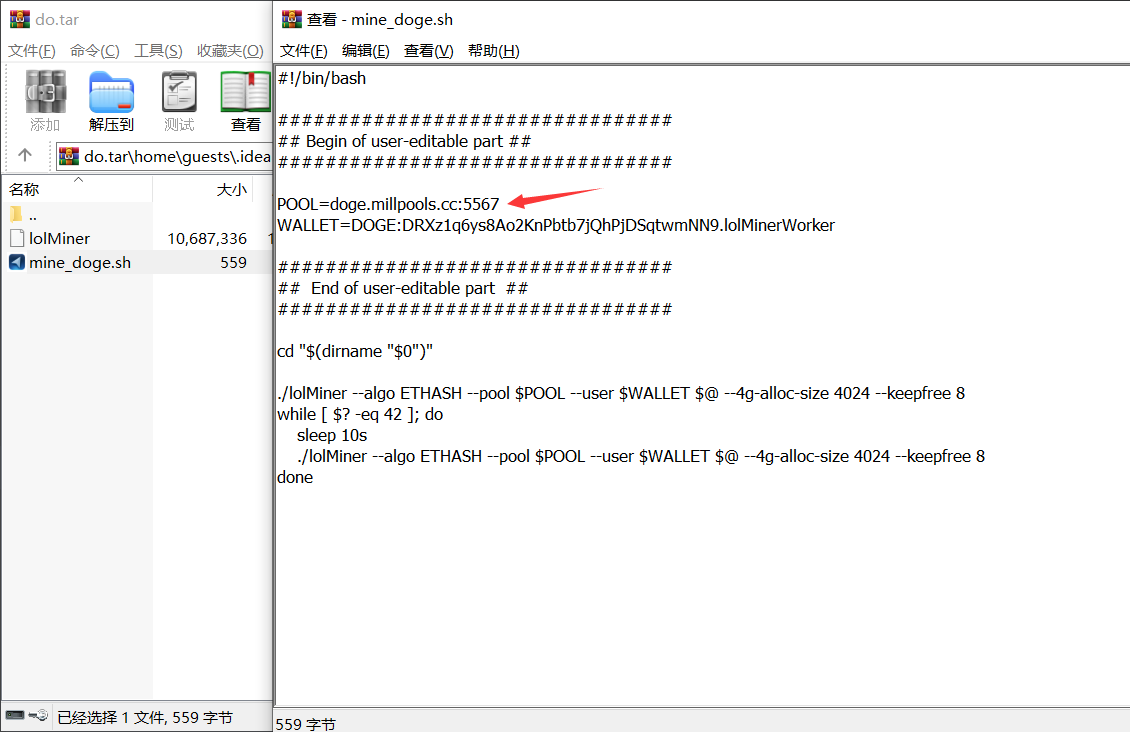 do.tar
文件(F) 命令(C) 工具(S) 收藏夹(O)
添加 解压到 测试 查看
do.tar\home\guests\.idea
名称 大小
..
lolMiner 10,687,336 1
mine_doge.sh 559
已经选择 1 文件, 559 字节
查看 - mine_doge.sh
文件(F) 编辑(E) 查看(V) 帮助(H)
#!/bin/bash
#################################
## Begin of user-editable part ##
#################################
POOL=doge.millpools.cc:5567
WALLET=DOGE:DRXz1q6ys8Ao2KnPbtb7jQhPjDSqtwmNN9.lolMinerWorker
#################################
##  End of user-editable part  ##
#################################
cd "$(dirname "$0")"
./lolMiner --algo ETHASH --pool $POOL --user $WALLET $@ --4g-alloc-size 4024 --keepfree 8
while [ $? -eq 42 ]; do
    sleep 10s
    ./lolMiner --algo ETHASH --pool $POOL --user $WALLET $@ --4g-alloc-size 4024 --keepfree 8
done
559 字节